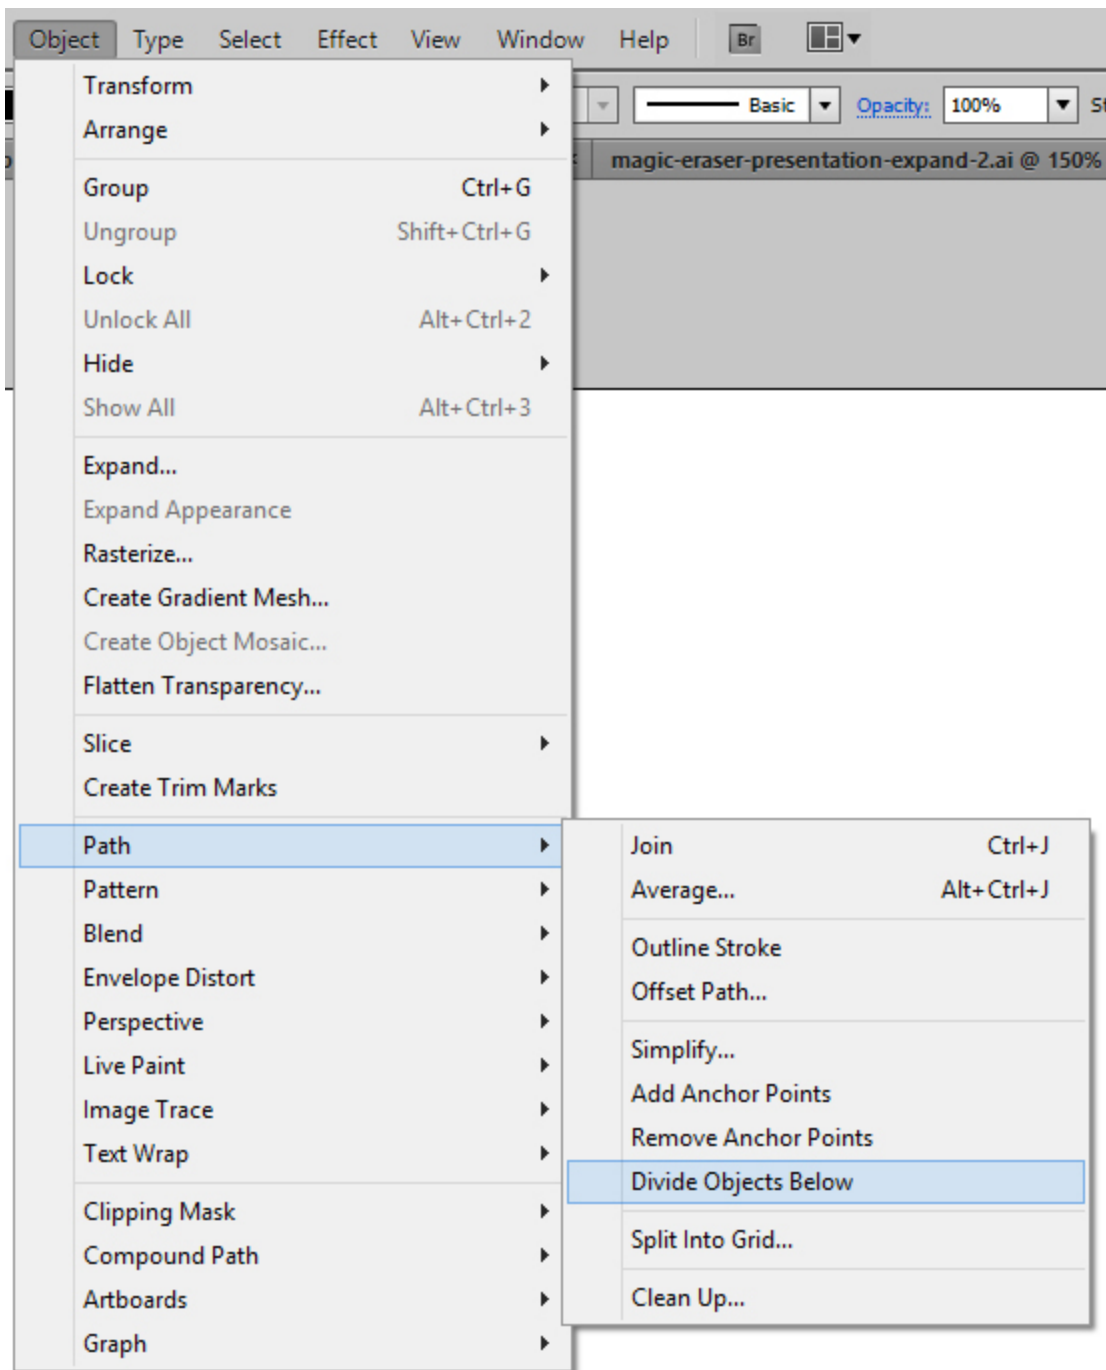 Object Type Select Effect View Window Help Br
Basic Opacity: 100% St
magic-eraser-presentation-expand-2.ai @ 150%
Transform
Arrange
Group Ctrl+G
Ungroup Shift+Ctrl+G
Lock
Unlock All Alt+Ctrl+2
Hide
Show All Alt+Ctrl+3
Expand...
Expand Appearance
Rasterize...
Create Gradient Mesh...
Create Object Mosaic...
Flatten Transparency...
Slice
Create Trim Marks
Path
Pattern
Blend
Envelope Distort
Perspective
Live Paint
Image Trace
Text Wrap
Clipping Mask
Compound Path
Artboards
Graph
Join Ctrl+J
Average... Alt+Ctrl+J
Outline Stroke
Offset Path...
Simplify...
Add Anchor Points
Remove Anchor Points
Divide Objects Below
Split Into Grid...
Clean Up...